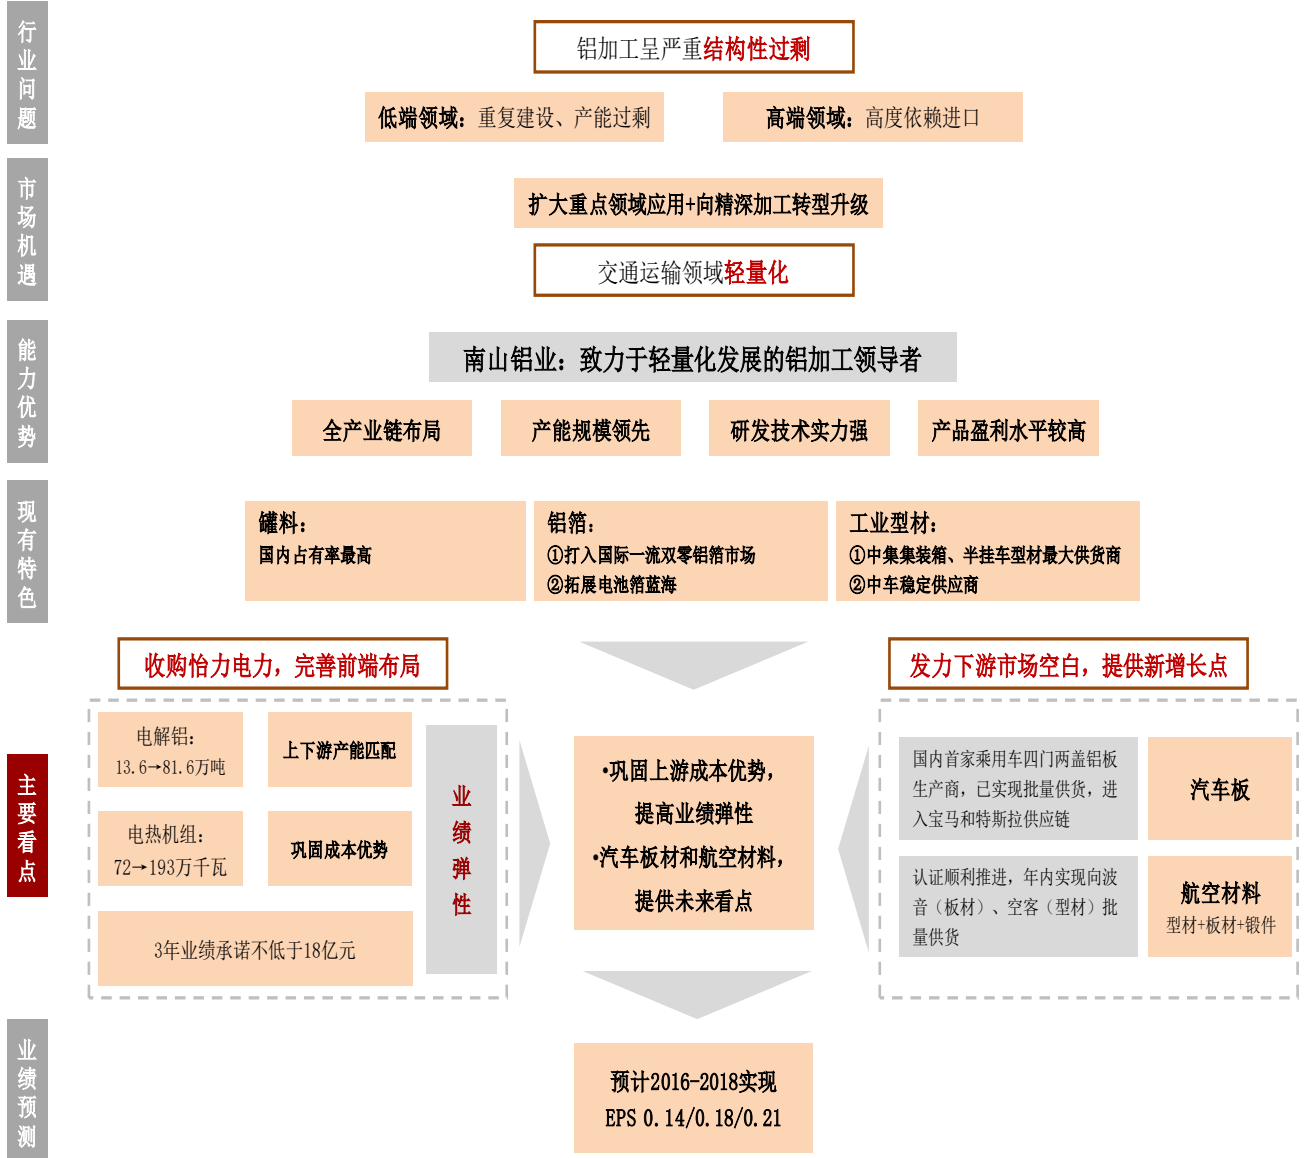 行业问题
铝加工呈严重结构性过剩
低端领域：重复建设、产能过剩
高端领域：高度依赖进口
市场机遇
扩大重点领域应用+向精深加工转型升级
交通运输领域轻量化
能力优势
南山铝业：致力于轻量化发展的铝加工领导者
全产业链布局
产能规模领先
研发技术实力强
产品盈利水平较高
现有特色
罐料：
国内占有率最高
铝箔：
①打入国际一流双零铝箔市场
②拓展电池箔蓝海
工业型材：
①中集集装箱、半挂车型材最大供货商
②中车稳定供应商
主要看点
收购怡力电力，完善前端布局
电解铝：
13.6→81.6万吨
上下游产能匹配
电热机组：
72→193万千瓦
巩固成本优势
3年业绩承诺不低于18亿元
业绩弹性
•巩固上游成本优势，
提高业绩弹性
•汽车板材和航空材料，
提供未来看点
发力下游市场空白，提供新增长点
国内首家乘用车四门两盖铝板
生产商，已实现批量供货，进
入宝马和特斯拉供应链
汽车板
认证顺利推进，年内实现向波
音（板材）、空客（型材）批
量供货
航空材料
型材+板材+锻件
业绩预测
预计2016-2018实现
EPS 0.14/0.18/0.21